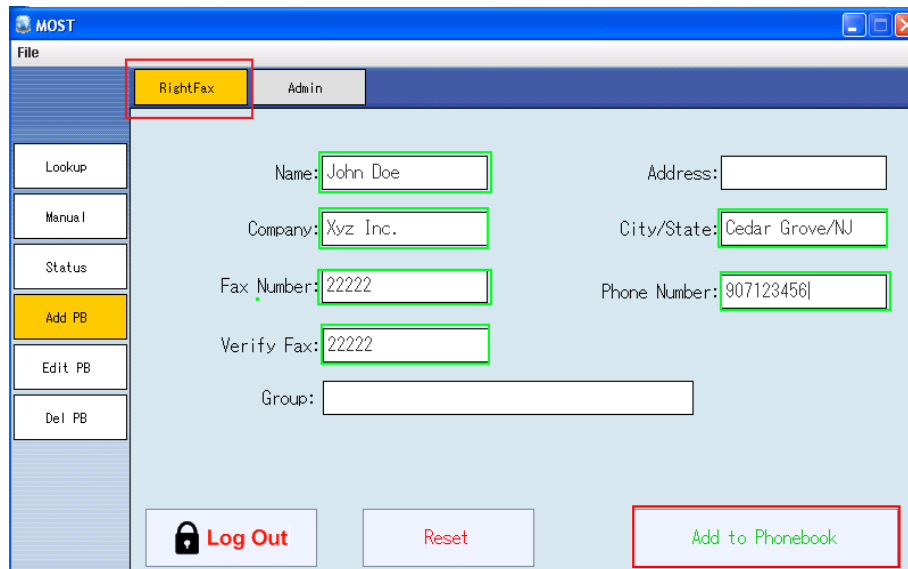 MOST
File
RightFax Admin
Lookup
Manual
Status
Add PB
Edit PB
Del PB
Name: John Doe
Address:
Company: Xyz Inc.
City/State: Cedar Grove/NJ
Fax Number: 22222
Phone Number: 907123456
Verify Fax: 22222
Group:
Log Out
Reset
Add to Phonebook